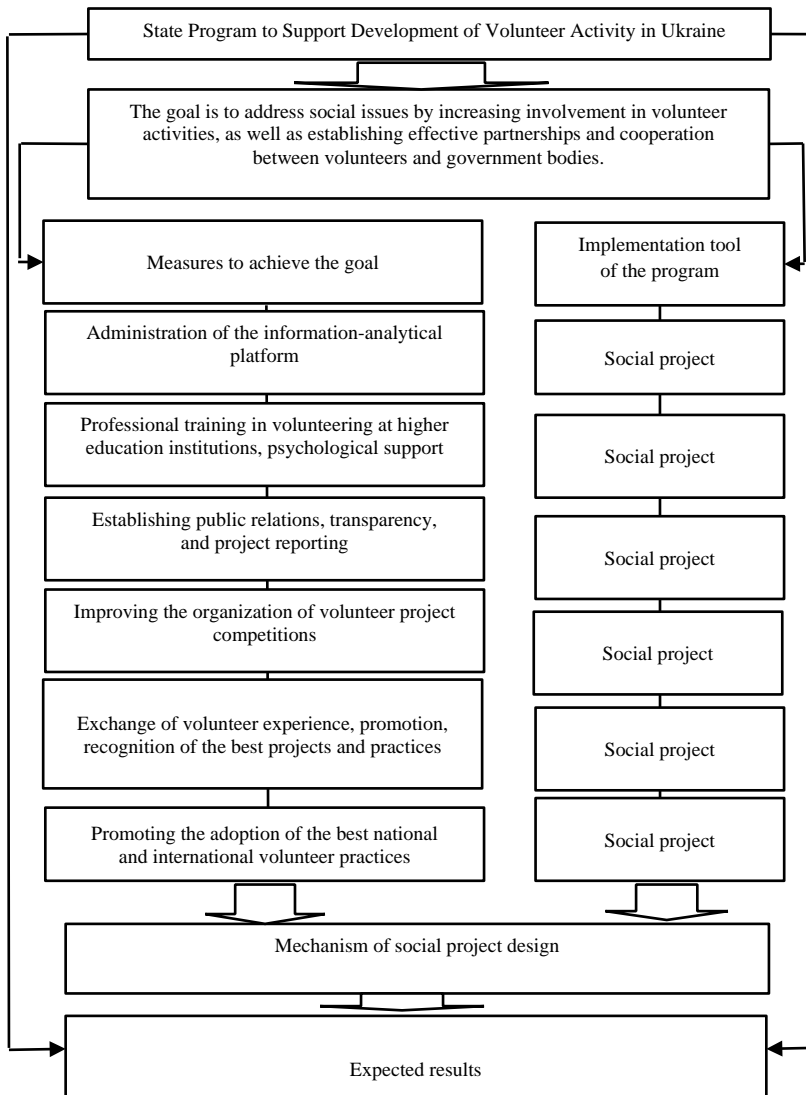 State Program to Support Development of Volunteer Activity in Ukraine
The goal is to address social issues by increasing involvement in volunteer
activities, as well as establishing effective partnerships and cooperation
between volunteers and government bodies.
Measures to achieve the goal
Administration of the information-analytical
platform
Professional training in volunteering at higher
education institutions, psychological support
Establishing public relations, transparency,
and project reporting
Improving the organization of volunteer project
competitions
Exchange of volunteer experience, promotion,
recognition of the best projects and practices
Promoting the adoption of the best national
and international volunteer practices
Implementation tool
of the program
Social project
Social project
Social project
Social project
Social project
Social project
Mechanism of social project design
Expected results